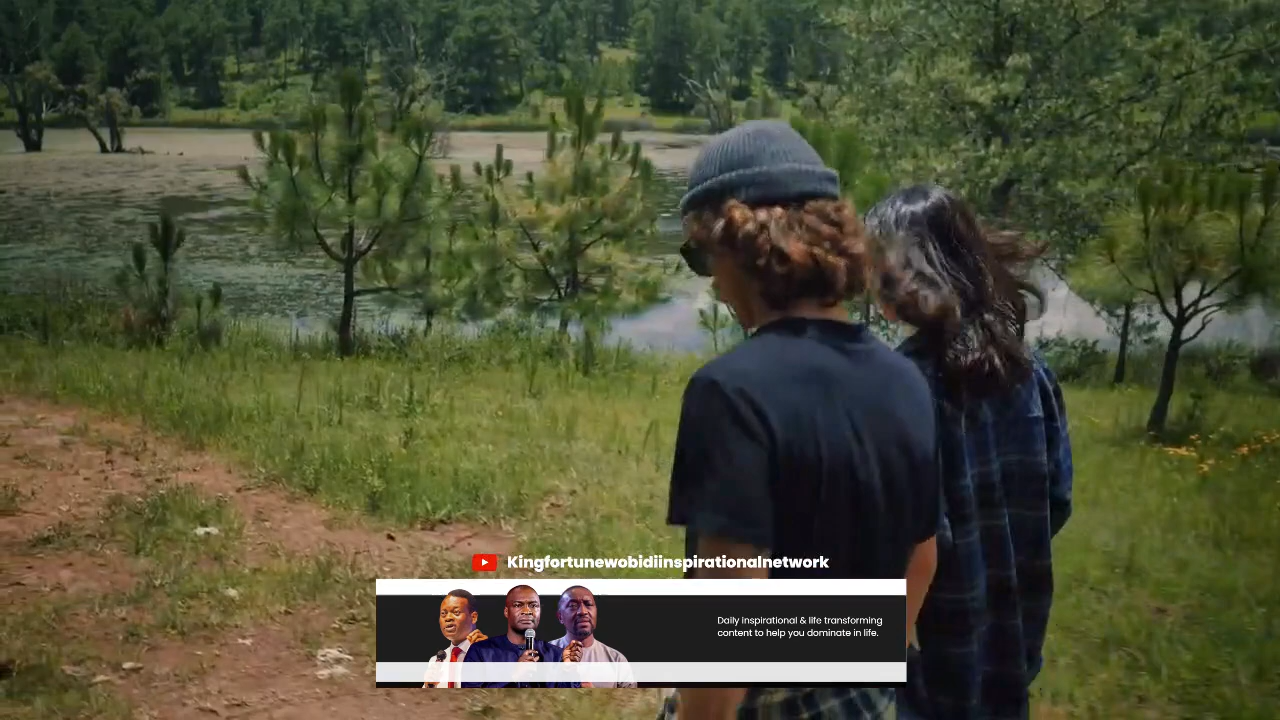 Kingfortunewobidiinspirationalnetwork
Daily inspirational & life transforming
content to help you dominate in life.